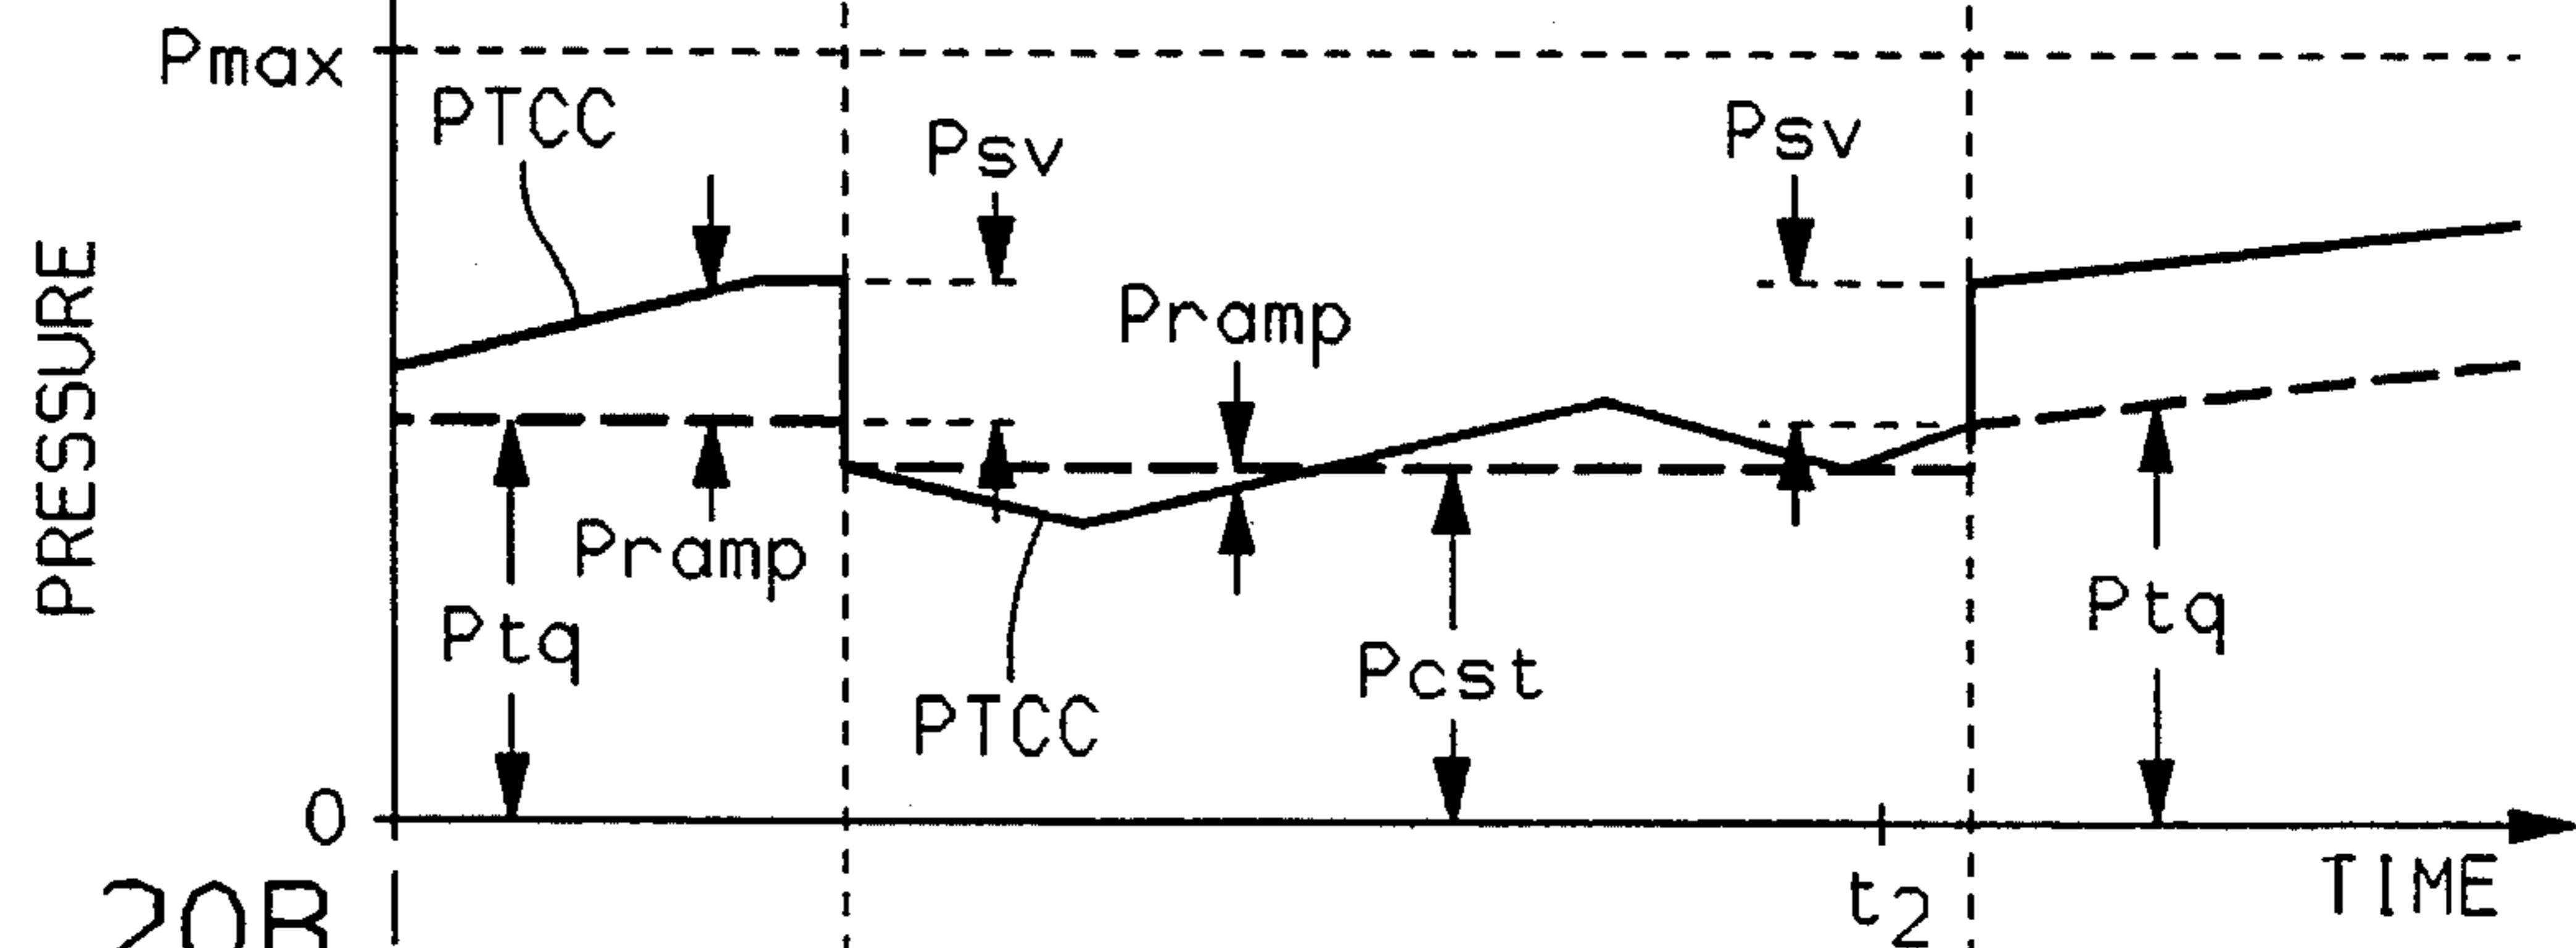 Pmax
PTCC
Psv
Psv
PRESSURE
Pramp
Pramp
Ptq
Ptq
Pcst
PTCC
0
t2
TIME
20B